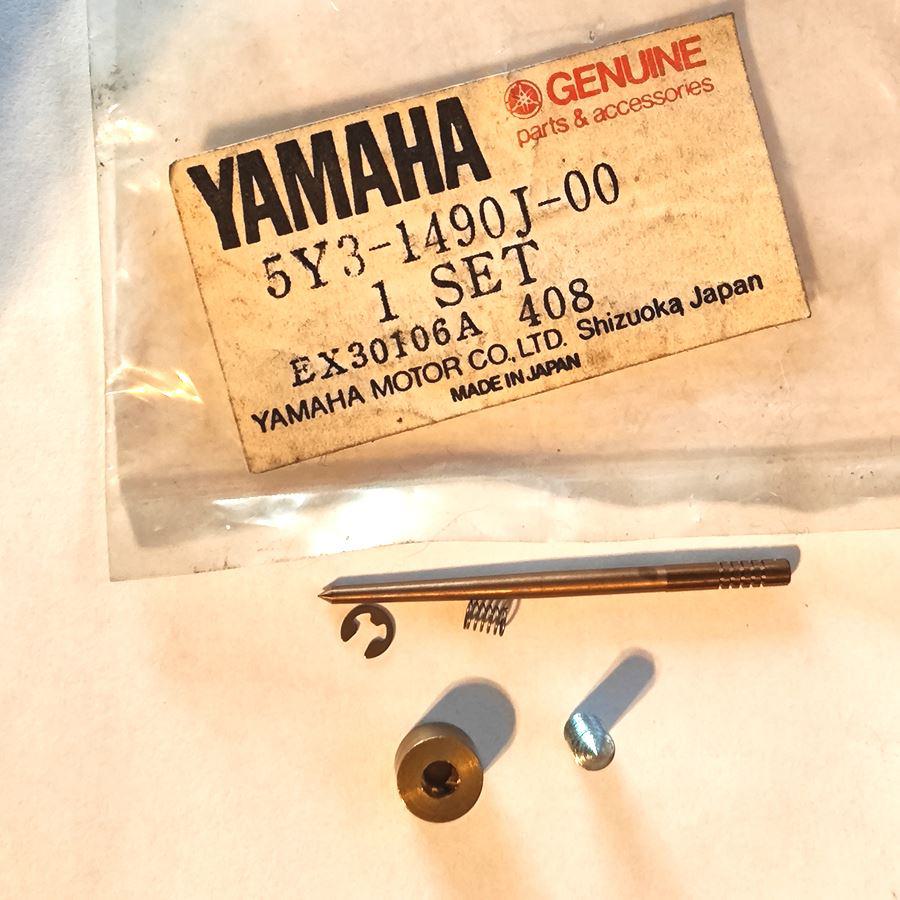 YAMAHA
GENUINE
parts & accessories
5Y3-1490J-00
1 SET
EX30106A 408
YAMAHA MOTOR CO.,LTD. Shizuoka, Japan
MADE IN JAPAN